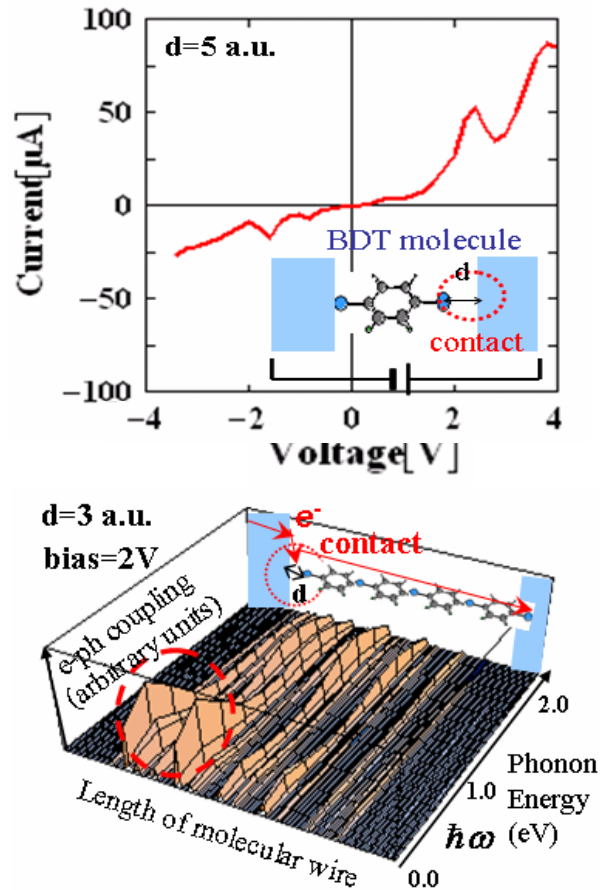 100
d=5 a.u.
50
Current[μA]
0
BDT molecule
d
−50
contact
−100
−4
−2
0
2
4
Voltage[V]
d=3 a.u.
bias=2V
e-
contact
d
e-ph coupling
(arbitrary units)
2.0
Phonon
1.0
Energy
ħω
(eV)
Length of molecular wire
0.0